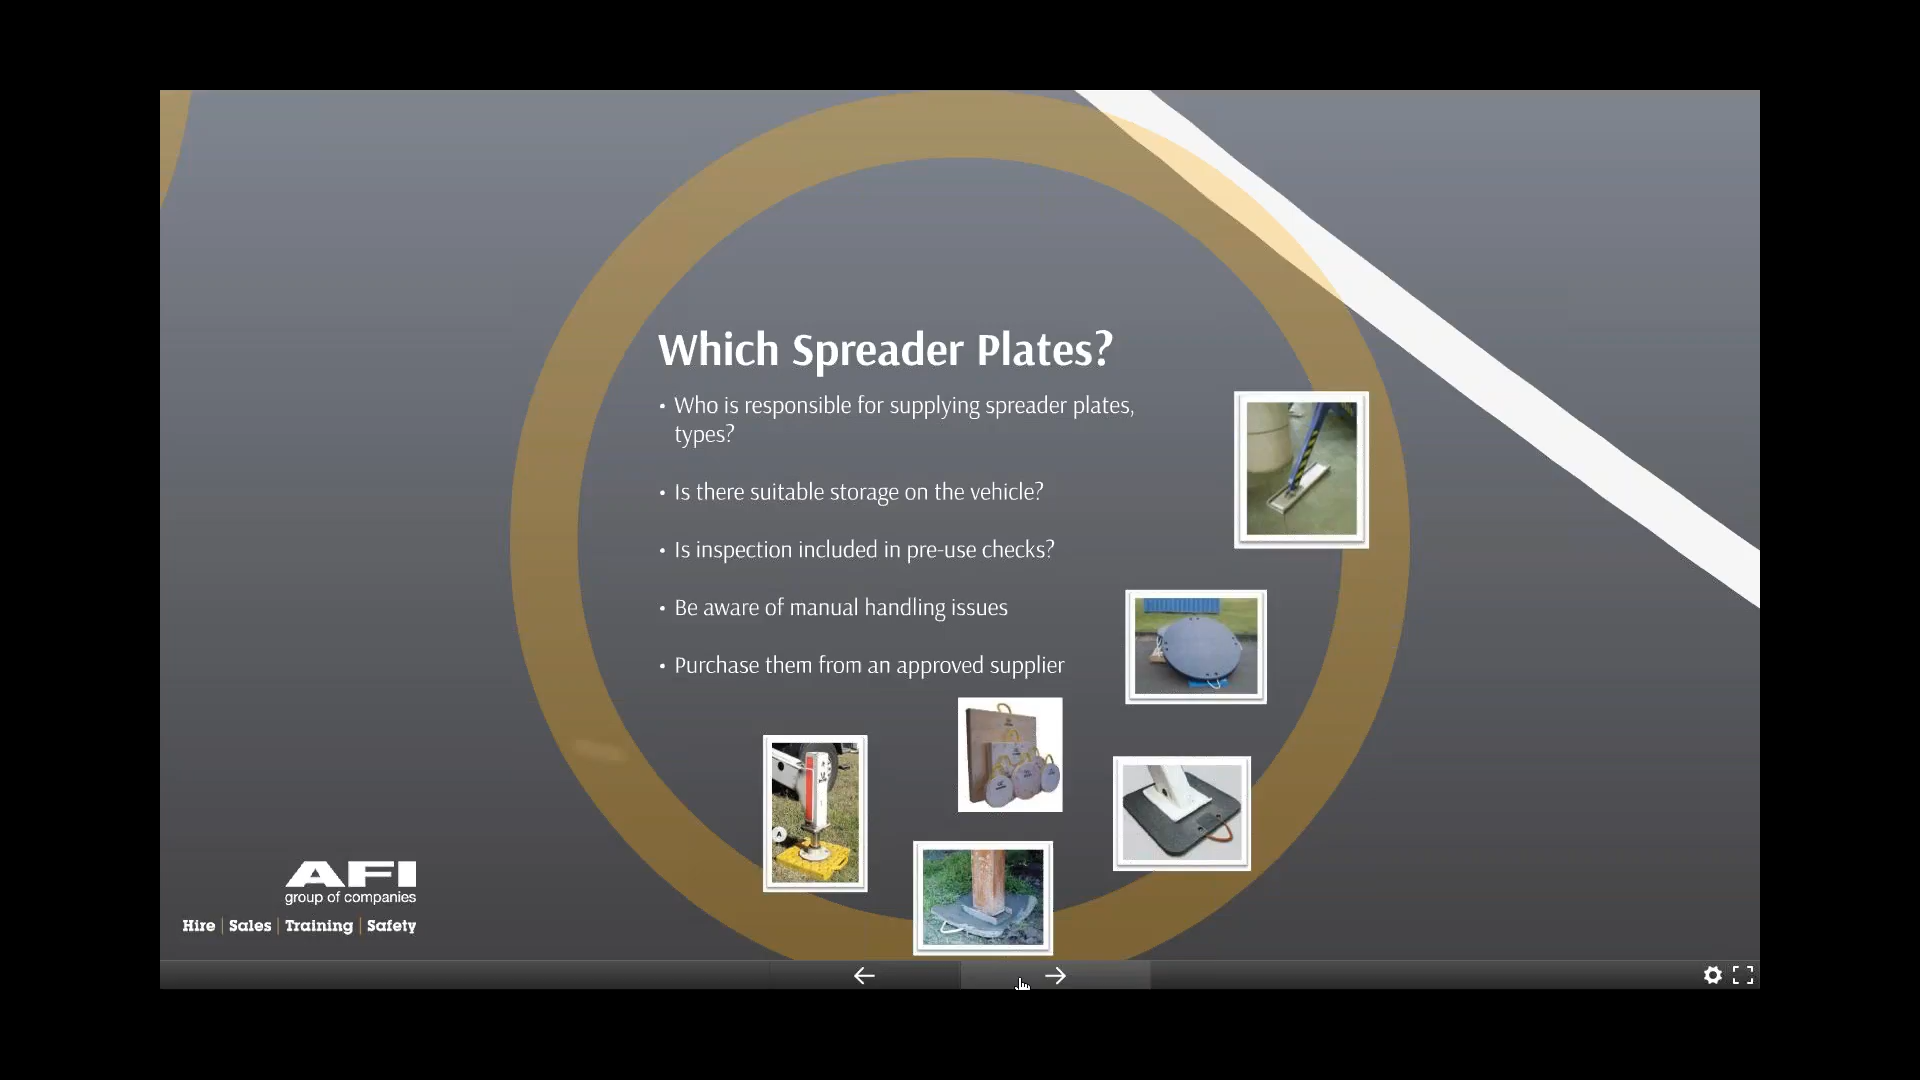 Which Spreader Plates?
• Who is responsible for supplying spreader plates,
types?
• Is there suitable storage on the vehicle?
• Is inspection included in pre-use checks?
• Be aware of manual handling issues
• Purchase them from an approved supplier
A
AFI
group of companies
Hire | Sales | Training | Safety